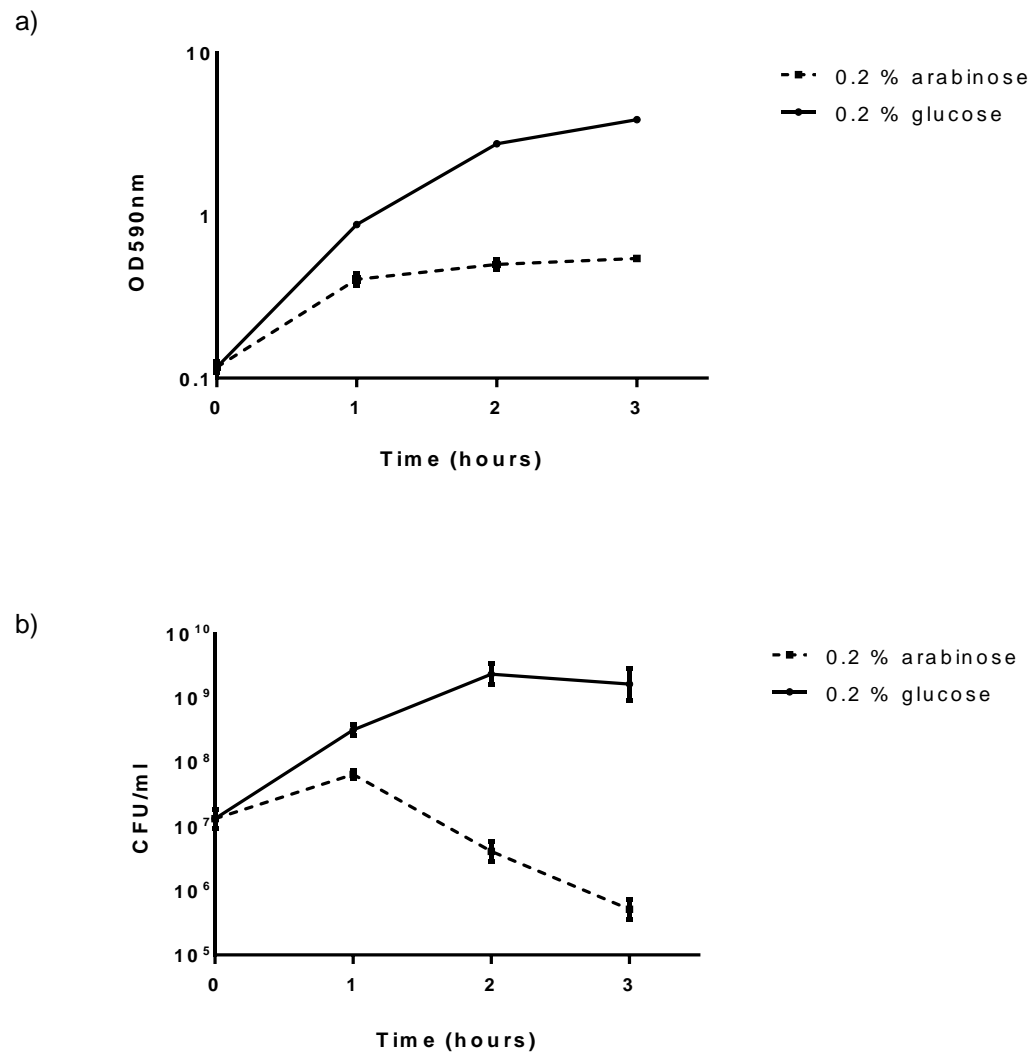 a)
10
1
0.1
OD590nm
0 1 2 3
Time (hours)
0.2 % arabinose
0.2 % glucose
b)
10^10
10^9
10^8
10^7
10^6
10^5
CFU/ml
0 1 2 3
Time (hours)
0.2 % arabinose
0.2 % glucose